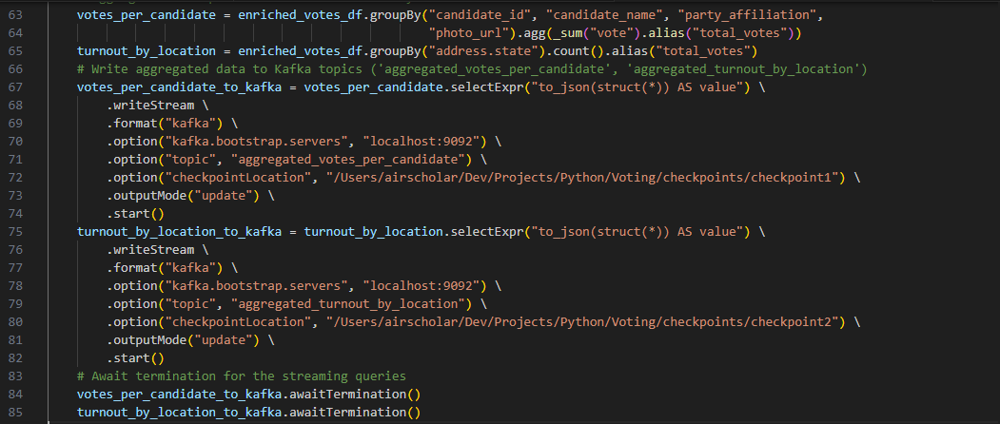 63 votes_per_candidate = enriched_votes_df.groupBy("candidate_id", "candidate_name", "party_affiliation",
64 "photo_url").agg(_sum("vote").alias("total_votes"))
65 turnout_by_location = enriched_votes_df.groupBy("address.state").count().alias("total_votes")
66 # Write aggregated data to Kafka topics ('aggregated_votes_per_candidate', 'aggregated_turnout_by_location')
67 votes_per_candidate_to_kafka = votes_per_candidate.selectExpr("to_json(struct(*)) AS value") \
68 .writeStream \
69 .format("kafka") \
70 .option("kafka.bootstrap.servers", "localhost:9092") \
71 .option("topic", "aggregated_votes_per_candidate") \
72 .option("checkpointLocation", "/Users/airscholar/Dev/Projects/Python/Voting/checkpoints/checkpoint1") \
73 .outputMode("update") \
74 .start()
75 turnout_by_location_to_kafka = turnout_by_location.selectExpr("to_json(struct(*)) AS value") \
76 .writeStream \
77 .format("kafka") \
78 .option("kafka.bootstrap.servers", "localhost:9092") \
79 .option("topic", "aggregated_turnout_by_location") \
80 .option("checkpointLocation", "/Users/airscholar/Dev/Projects/Python/Voting/checkpoints/checkpoint2") \
81 .outputMode("update") \
82 .start()
83 # Await termination for the streaming queries
84 votes_per_candidate_to_kafka.awaitTermination()
85 turnout_by_location_to_kafka.awaitTermination()